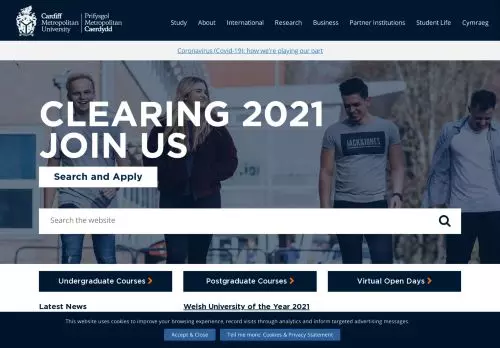 Cardiff
Metropolitan
University
Prifysgol
Metropolitan
Caerdydd
Study About International Research Business Partner Institutions Student Life Cymraeg
Coronavirus (Covid-19): how we're playing our part
CLEARING 2021
JOIN US
Search and Apply
JACK&JONES
Search the website
Undergraduate Courses
Postgraduate Courses
Virtual Open Days
Latest News
Welsh University of the Year 2021
This website uses cookies to improve your browsing experience, record visits through analytics and inform targeted advertising messages.
Accept & Close
Tell me more: Cookies & Privacy Statement